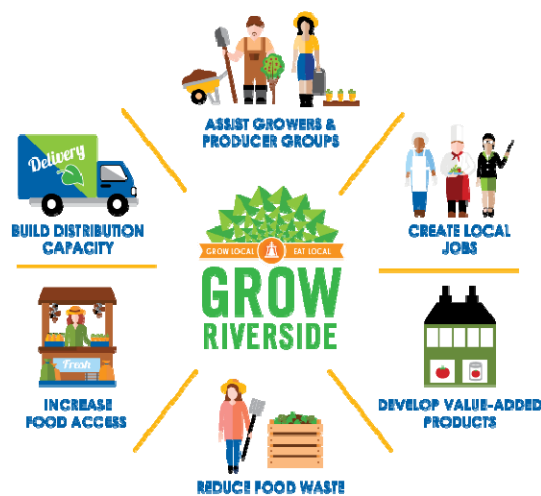 ASSIST GROWERS &
PRODUCER GROUPS
Delivery
BUILD DISTRIBUTION
CAPACITY
CREATE LOCAL
JOBS
GROW LOCAL EAT LOCAL
GROW
RIVERSIDE
Fresh
INCREASE
FOOD ACCESS
DEVELOP VALUE-ADDED
PRODUCTS
REDUCE FOOD WASTE